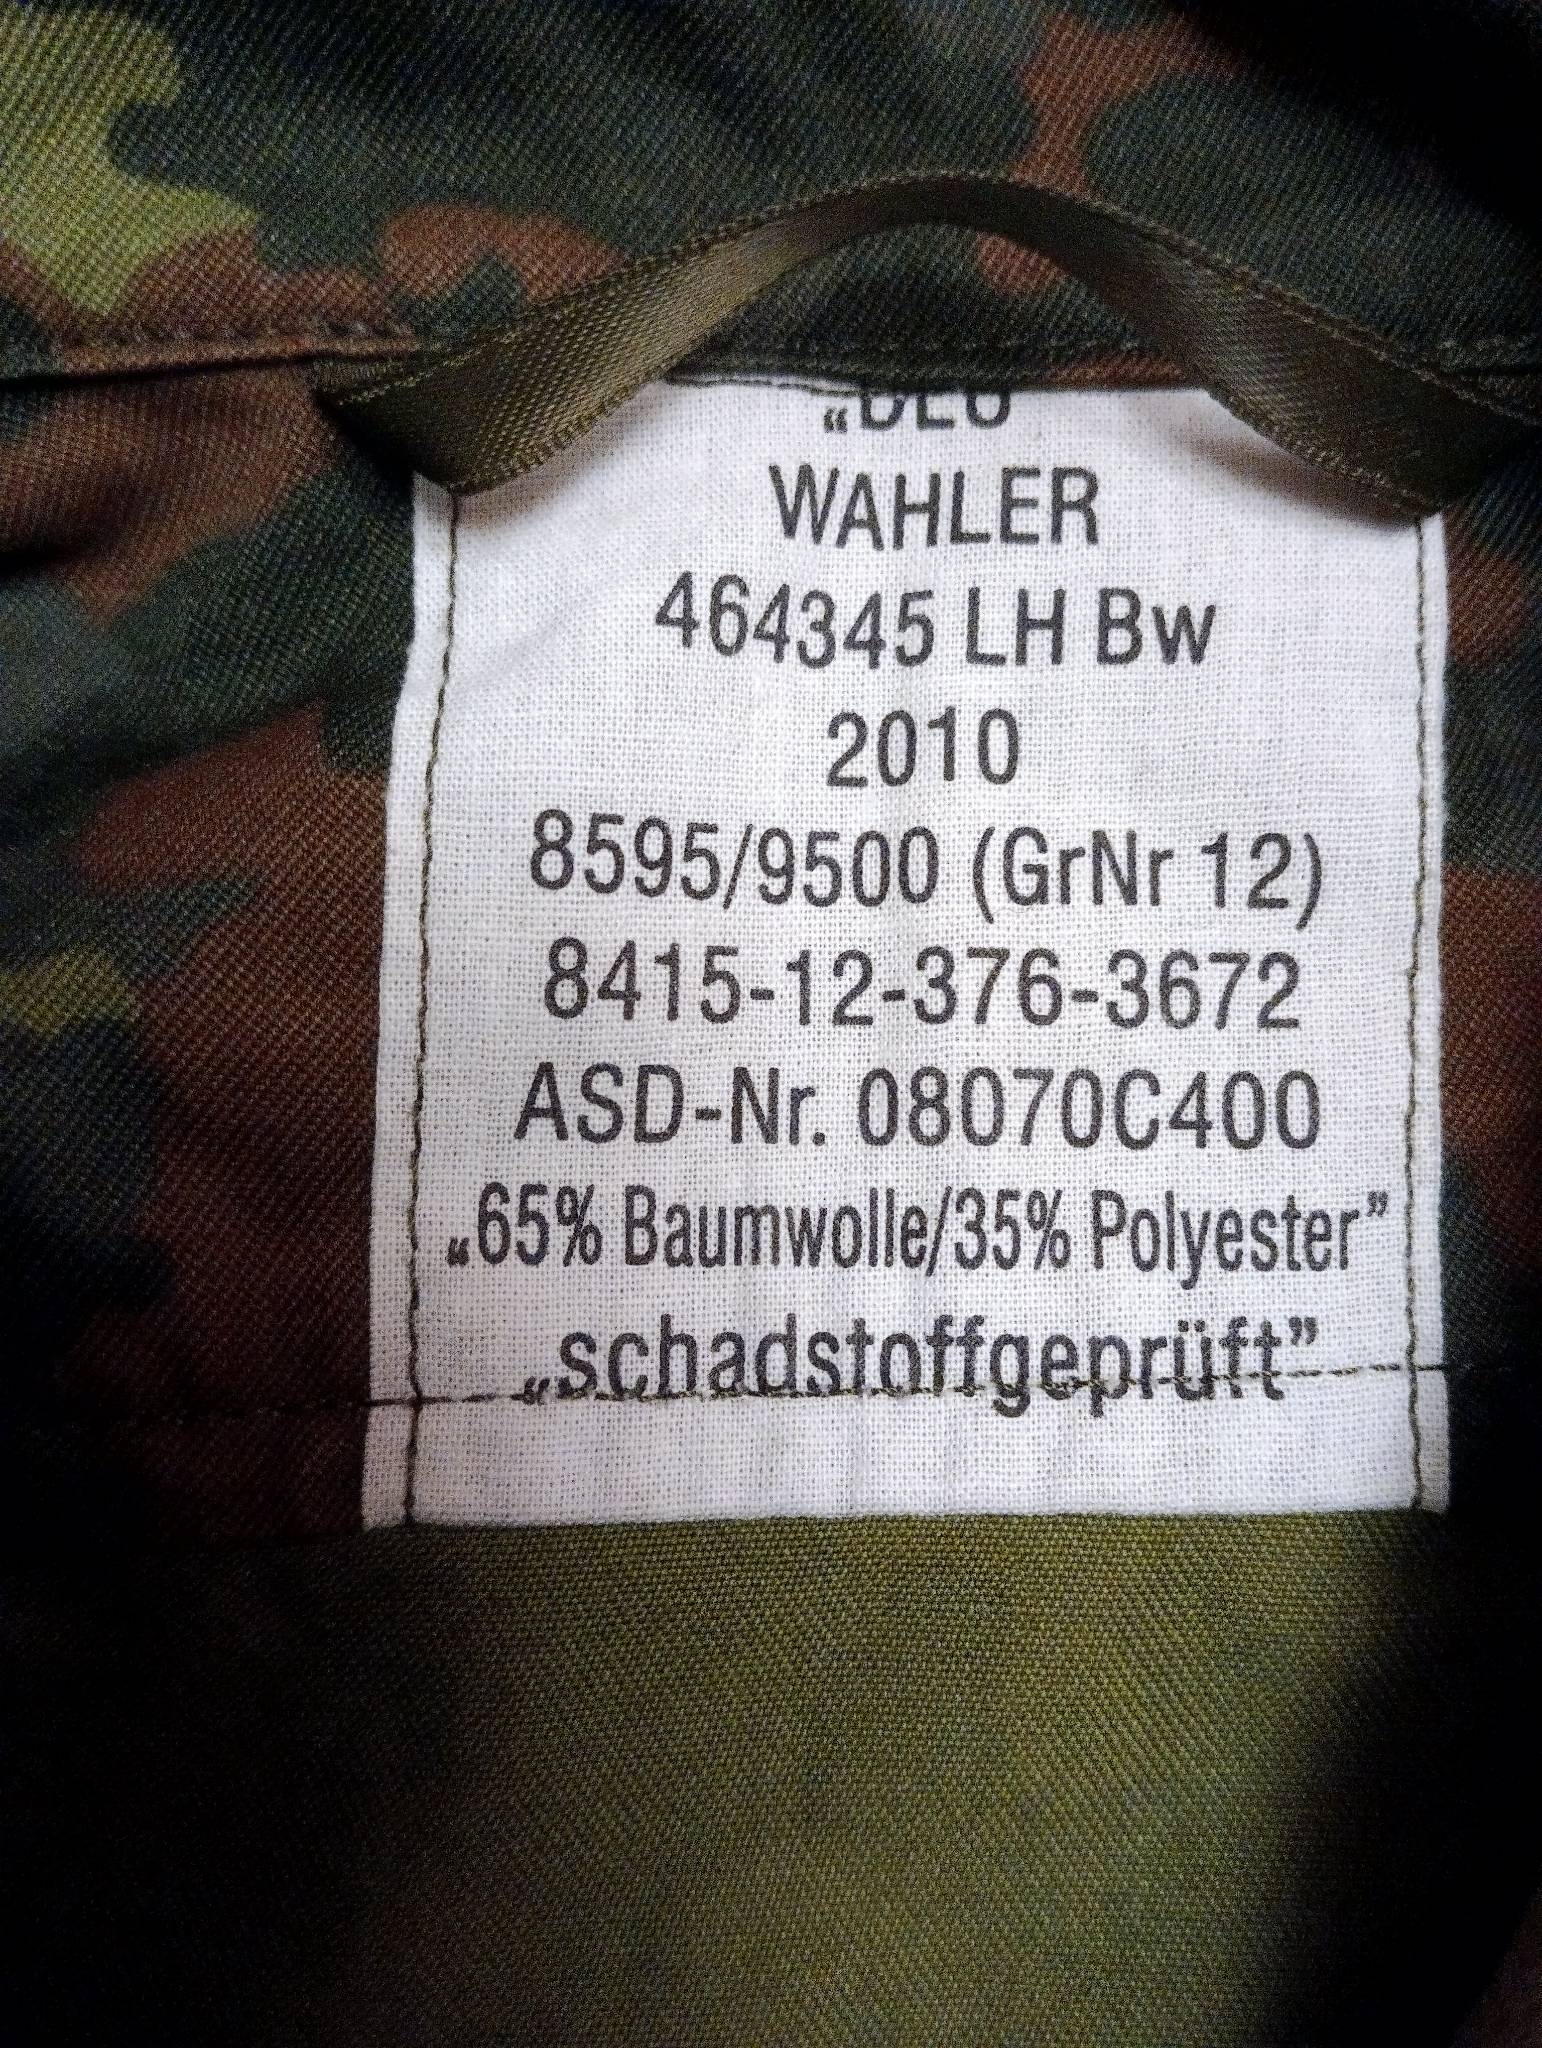 „DEU
WAHLER
464345 LH Bw
2010
8595/9500 (GrNr 12)
8415-12-376-3672
ASD-Nr. 08070C400
„65% Baumwolle/35% Polyester”
„schadstoffgeprüft”